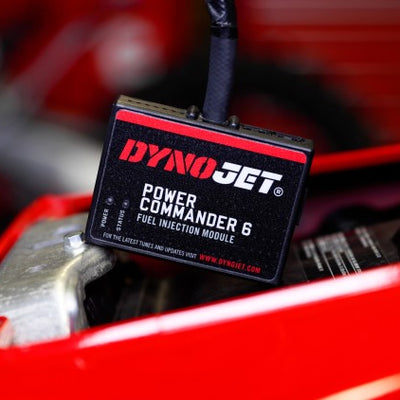 DYNOJET®
POWER
COMMANDER 6
FUEL INJECTION MODULE
POWER
STATUS
FOR THE LATEST TUNES AND UPDATES VISIT WWW.DYNOJET.COM